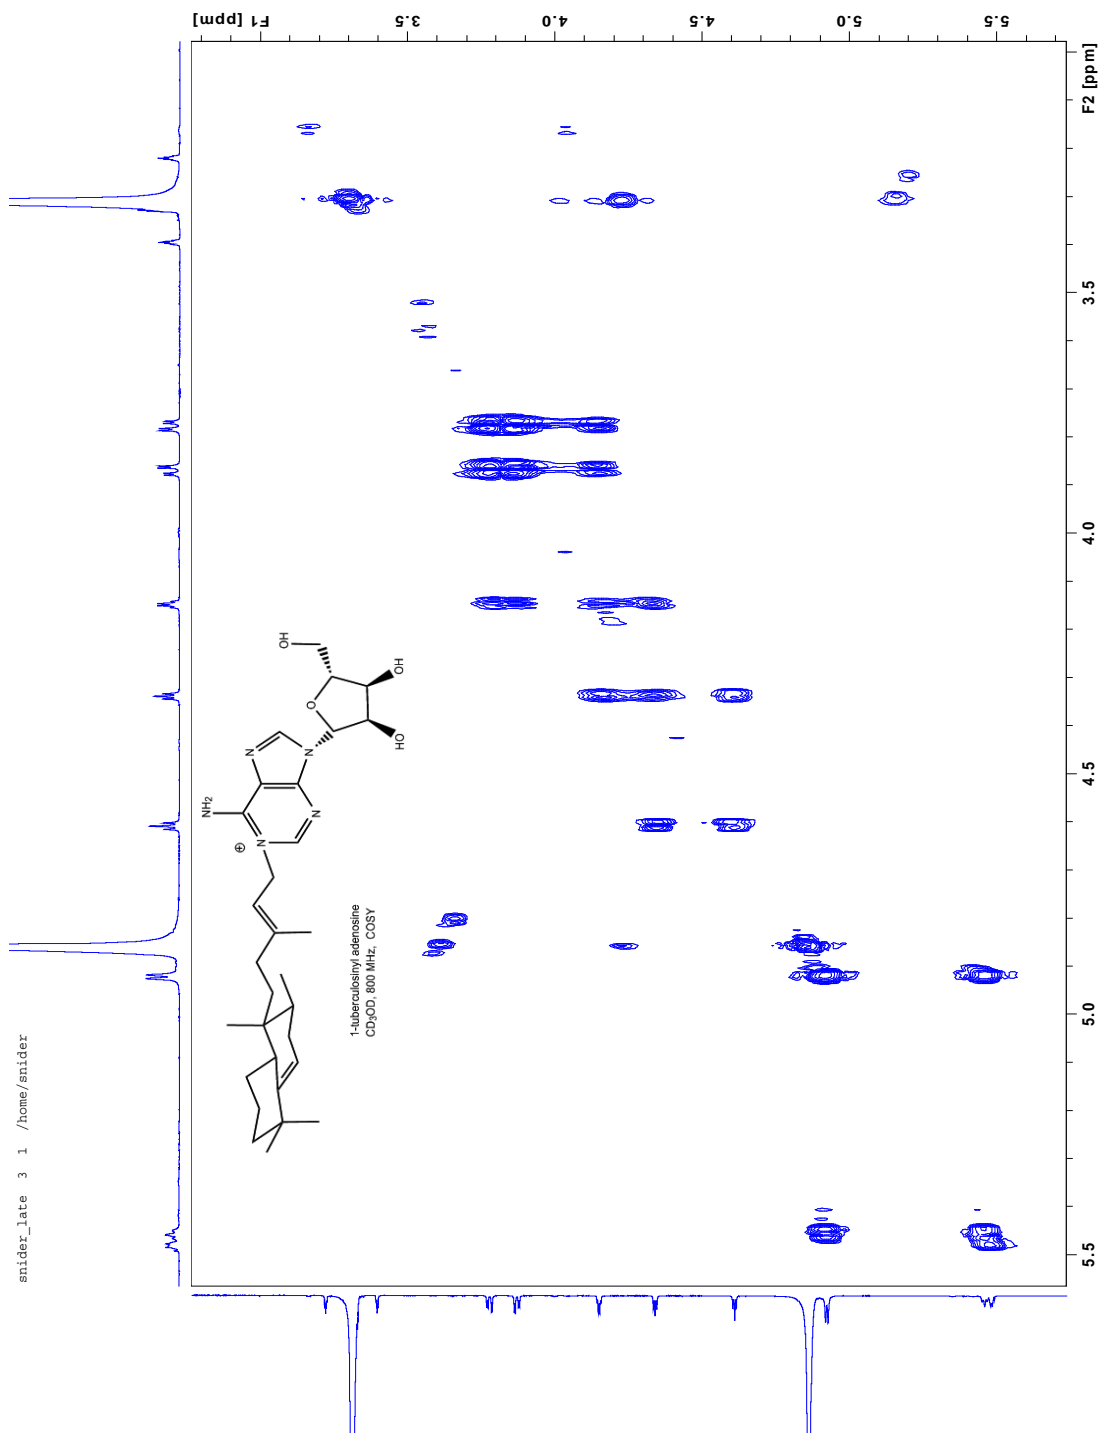 snider_late 3 1 /home/snider
F1 [ppm]
3.5
4.0
4.5
5.0
5.5
F2 [ppm]
3.5
4.0
4.5
5.0
5.5
NH2
N
N
N
N
⊕
O
HO
HO
OH
1-tuberculosinyl adenosine
CD3OD, 800 MHz, COSY